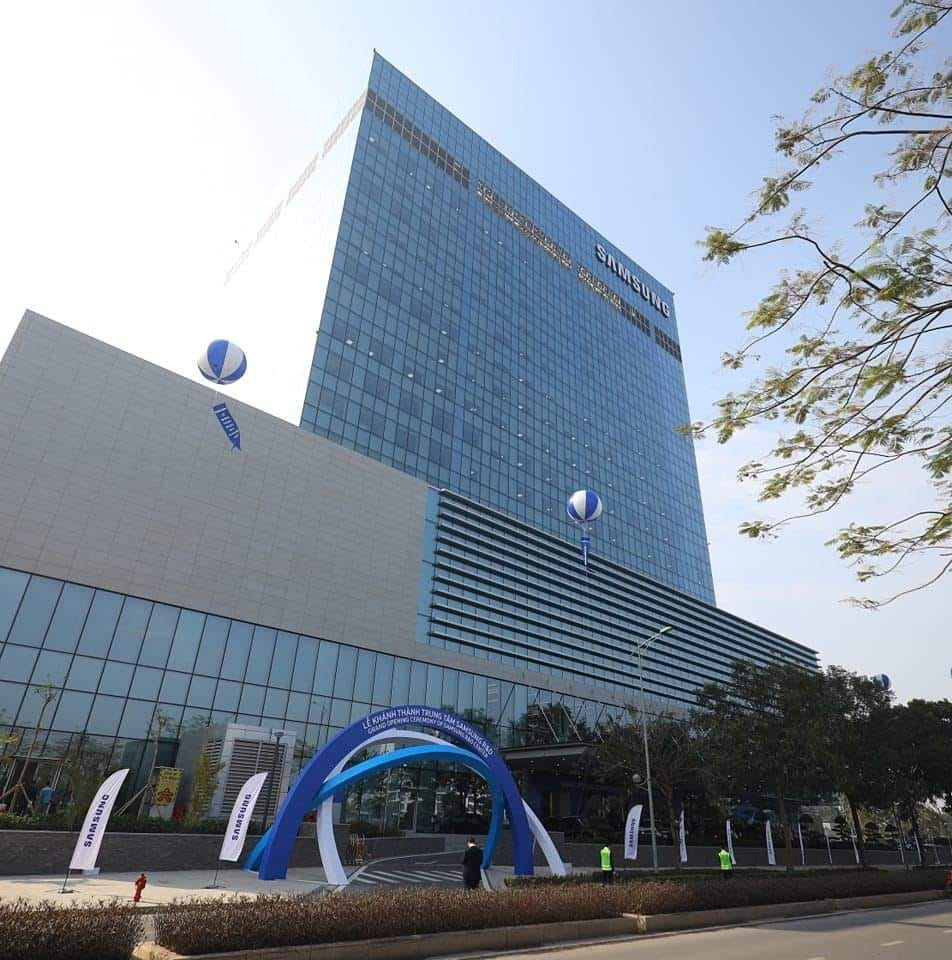 SAMSUNG
LỄ KHÁNH THÀNH TRUNG TÂM SAMSUNG R&D
GRAND OPENING CEREMONY OF SAMSUNG R&D CENTER
SAMSUNG
SAMSUNG
SAMSUNG